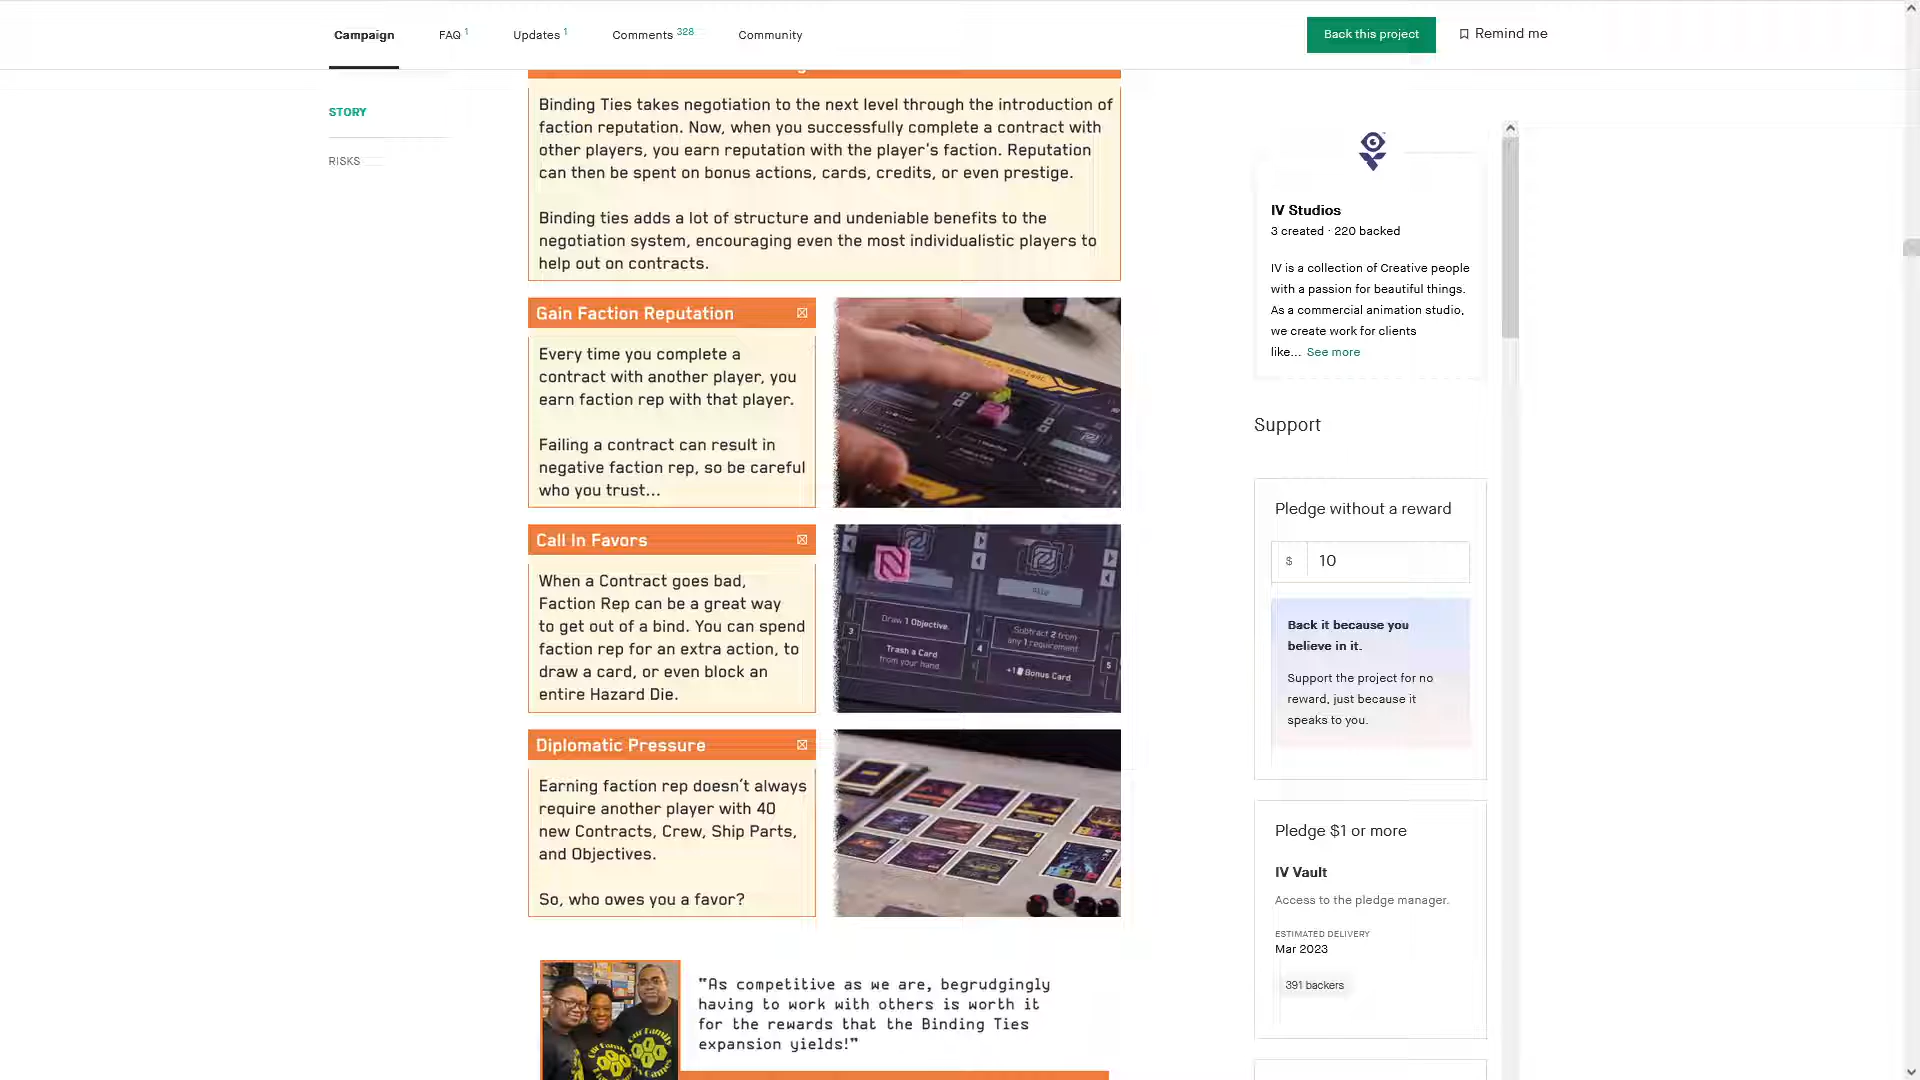 Campaign
FAQ 1
Updates 1
Comments 328
Community
Back this project
Remind me
STORY
RISKS
Binding Ties takes negotiation to the next level through the introduction of
faction reputation. Now, when you successfully complete a contract with
other players, you earn reputation with the player's faction. Reputation
can then be spent on bonus actions, cards, credits, or even prestige.
Binding ties adds a lot of structure and undeniable benefits to the
negotiation system, encouraging even the most individualistic players to
help out on contracts.
Gain Faction Reputation
Every time you complete a
contract with another player, you
earn faction rep with that player.
Failing a contract can result in
negative faction rep, so be careful
who you trust...
Call In Favors
When a Contract goes bad,
Faction Rep can be a great way
to get out of a bind. You can spend
faction rep for an extra action, to
draw a card, or even block an
entire Hazard Die.
3
Draw 1 Objective.
Trash a Card
from your hand
4
Subtract 2 from
any 1 requirement
+1 Bonus Card
5
Diplomatic Pressure
Earning faction rep doesn't always
require another player with 40
new Contracts, Crew, Ship Parts,
and Objectives.
So, who owes you a favor?
"As competitive as we are, begrudgingly
having to work with others is worth it
for the rewards that the Binding Ties
expansion yields!"
IV Studios
3 created · 220 backed
IV is a collection of Creative people
with a passion for beautiful things.
As a commercial animation studio,
we create work for clients
like... See more
Support
Pledge without a reward
$ 10
Back it because you
believe in it.
Support the project for no
reward, just because it
speaks to you.
Pledge $1 or more
IV Vault
Access to the pledge manager.
ESTIMATED DELIVERY
Mar 2023
391 backers